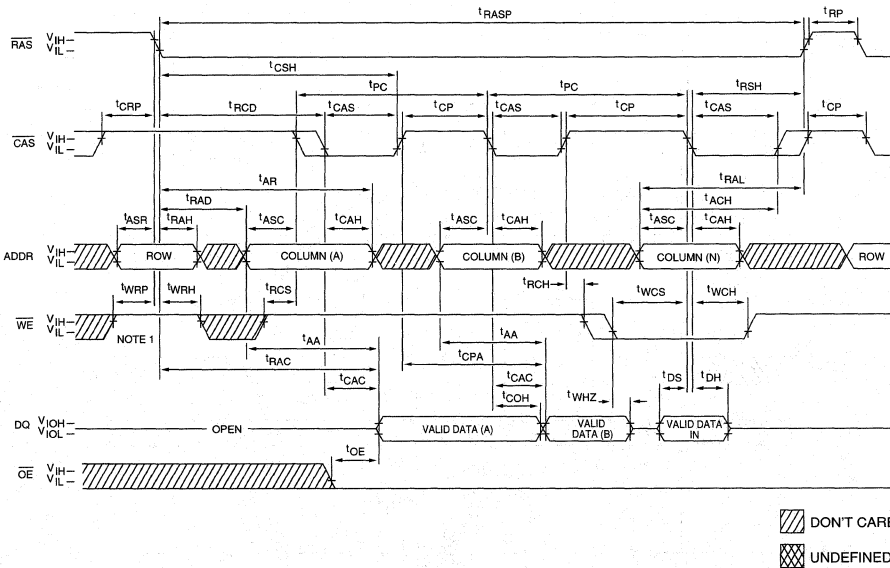 tRASP tRP
RAS VIH
VIL
tCSH
tPC tPC tRSH
tCRP tRCD tCAS tCP tCAS tCP tCAS tCP
CAS VIH
VIL
tAR tRAL
tRAD tACH
tASR tRAH tASC tCAH tASC tCAH tASC tCAH
ADDR VIH
VIL
ROW COLUMN (A) COLUMN (B) COLUMN (N) ROW
tWRP tWRH tRCS tRCH tWCS tWCH
WE VIH
VIL
NOTE 1
tAA tAA
tRAC tCPA
tCAC tCAC
tCOH tWHZ tDS tDH
DQ VIOH
VIOL
OPEN VALID DATA (A) VALID DATA (B) VALID DATA IN
tOE
OE VIH
VIL
DON'T CARE
UNDEFINED